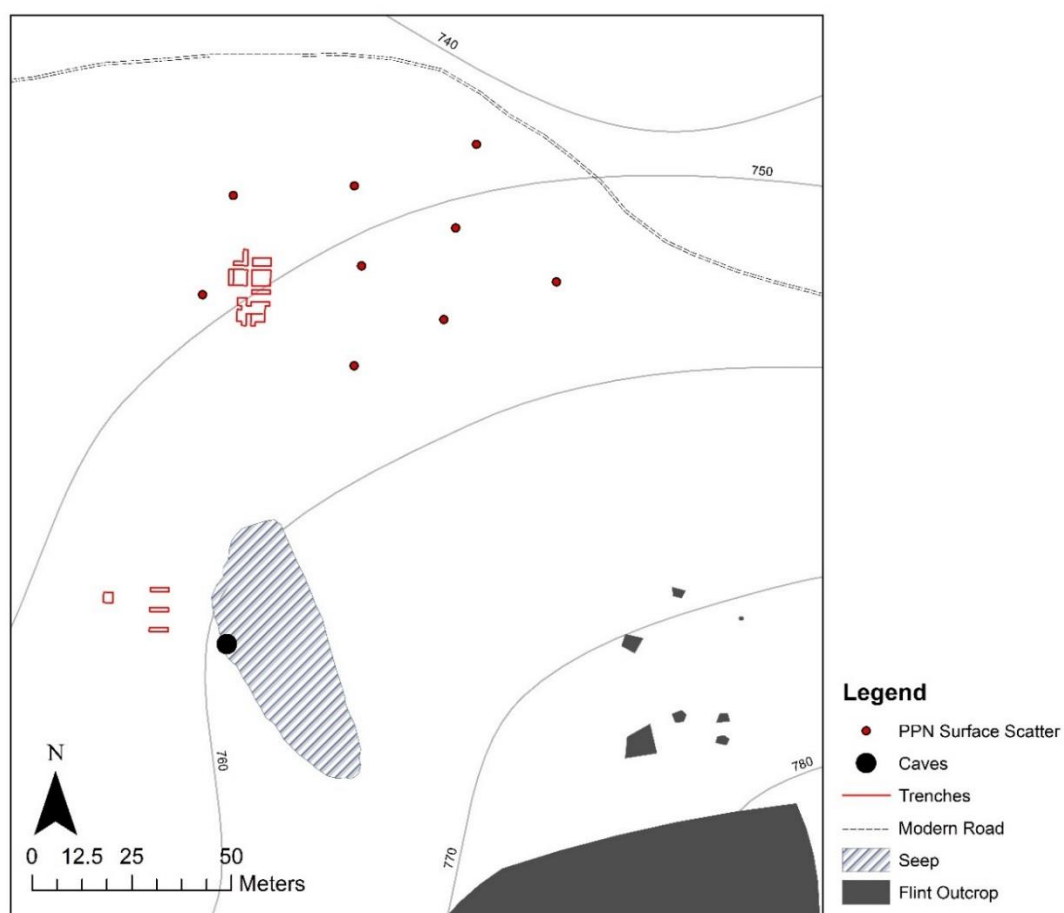 740
750
760
770
780
N
0 12.5 25 50
Meters
Legend
PPN Surface Scatter
Caves
Trenches
Modern Road
Seep
Flint Outcrop